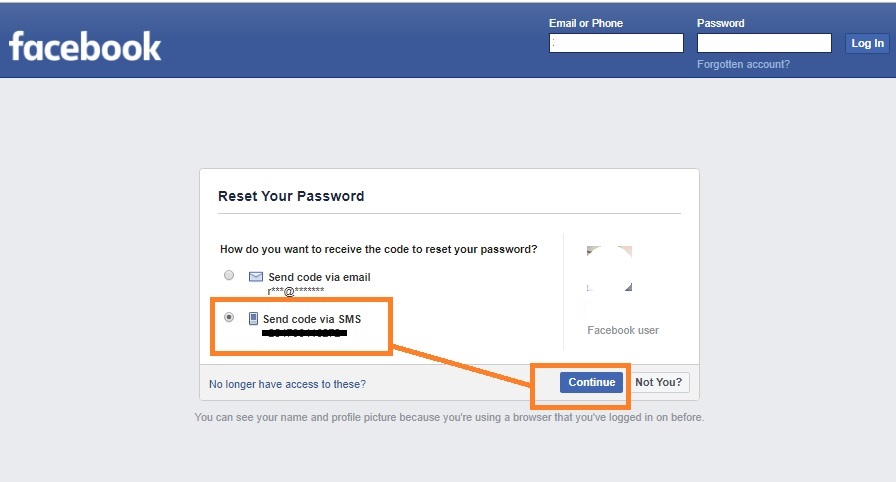 facebook
Email or Phone
Password
Log In
Forgotten account?
Reset Your Password
How do you want to receive the code to reset your password?
Send code via email
r***@*******
Send code via SMS
Facebook user
No longer have access to these?
Continue
Not You?
You can see your name and profile picture because you're using a browser that you've logged in on before.